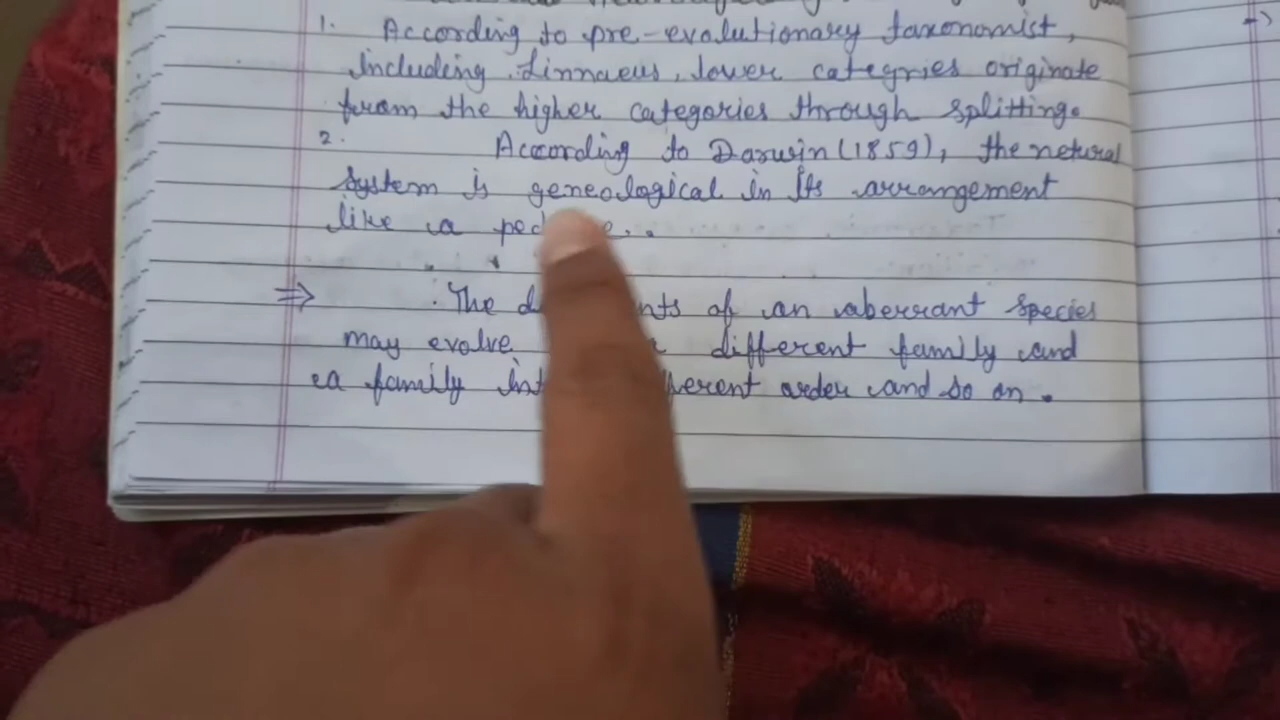 1. According to pre-evolutionary taxonomist,
including Linnaeus, lower categries originate
from the higher categories through splitting.
2. According to Darwin (1859), the netural
System is geneological in Its arrangement
like a
⇒ The of an aberrant species
may evolve different family and
a family order and so on.